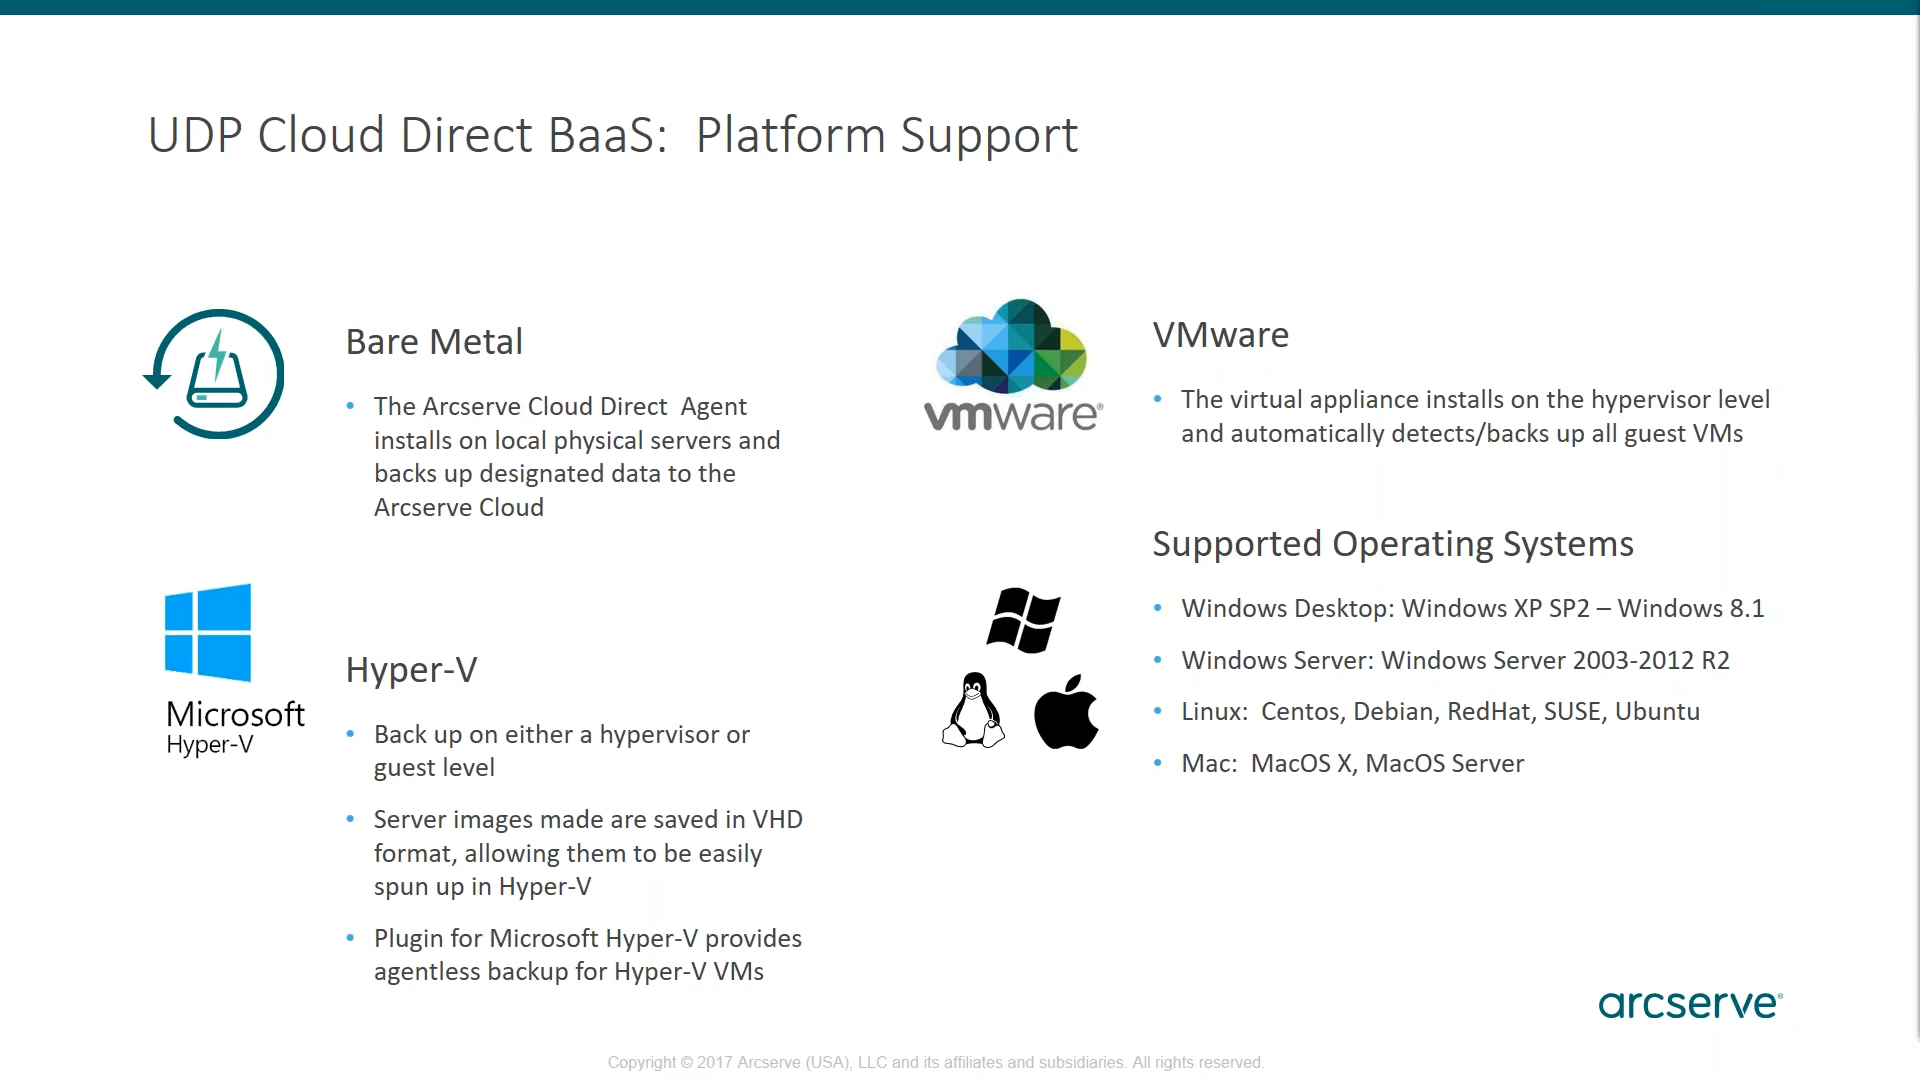 UDP Cloud Direct BaaS:  Platform Support
Bare Metal
• The Arcserve Cloud Direct  Agent
installs on local physical servers and
backs up designated data to the
Arcserve Cloud
Microsoft
Hyper-V
Hyper-V
• Back up on either a hypervisor or
guest level
• Server images made are saved in VHD
format, allowing them to be easily
spun up in Hyper-V
• Plugin for Microsoft Hyper-V provides
agentless backup for Hyper-V VMs
vmware®
VMware
• The virtual appliance installs on the hypervisor level
and automatically detects/backs up all guest VMs
Supported Operating Systems
• Windows Desktop: Windows XP SP2 – Windows 8.1
• Windows Server: Windows Server 2003-2012 R2
• Linux:  Centos, Debian, RedHat, SUSE, Ubuntu
• Mac:  MacOS X, MacOS Server
arcserve®
Copyright © 2017 Arcserve (USA), LLC and its affiliates and subsidiaries. All rights reserved.